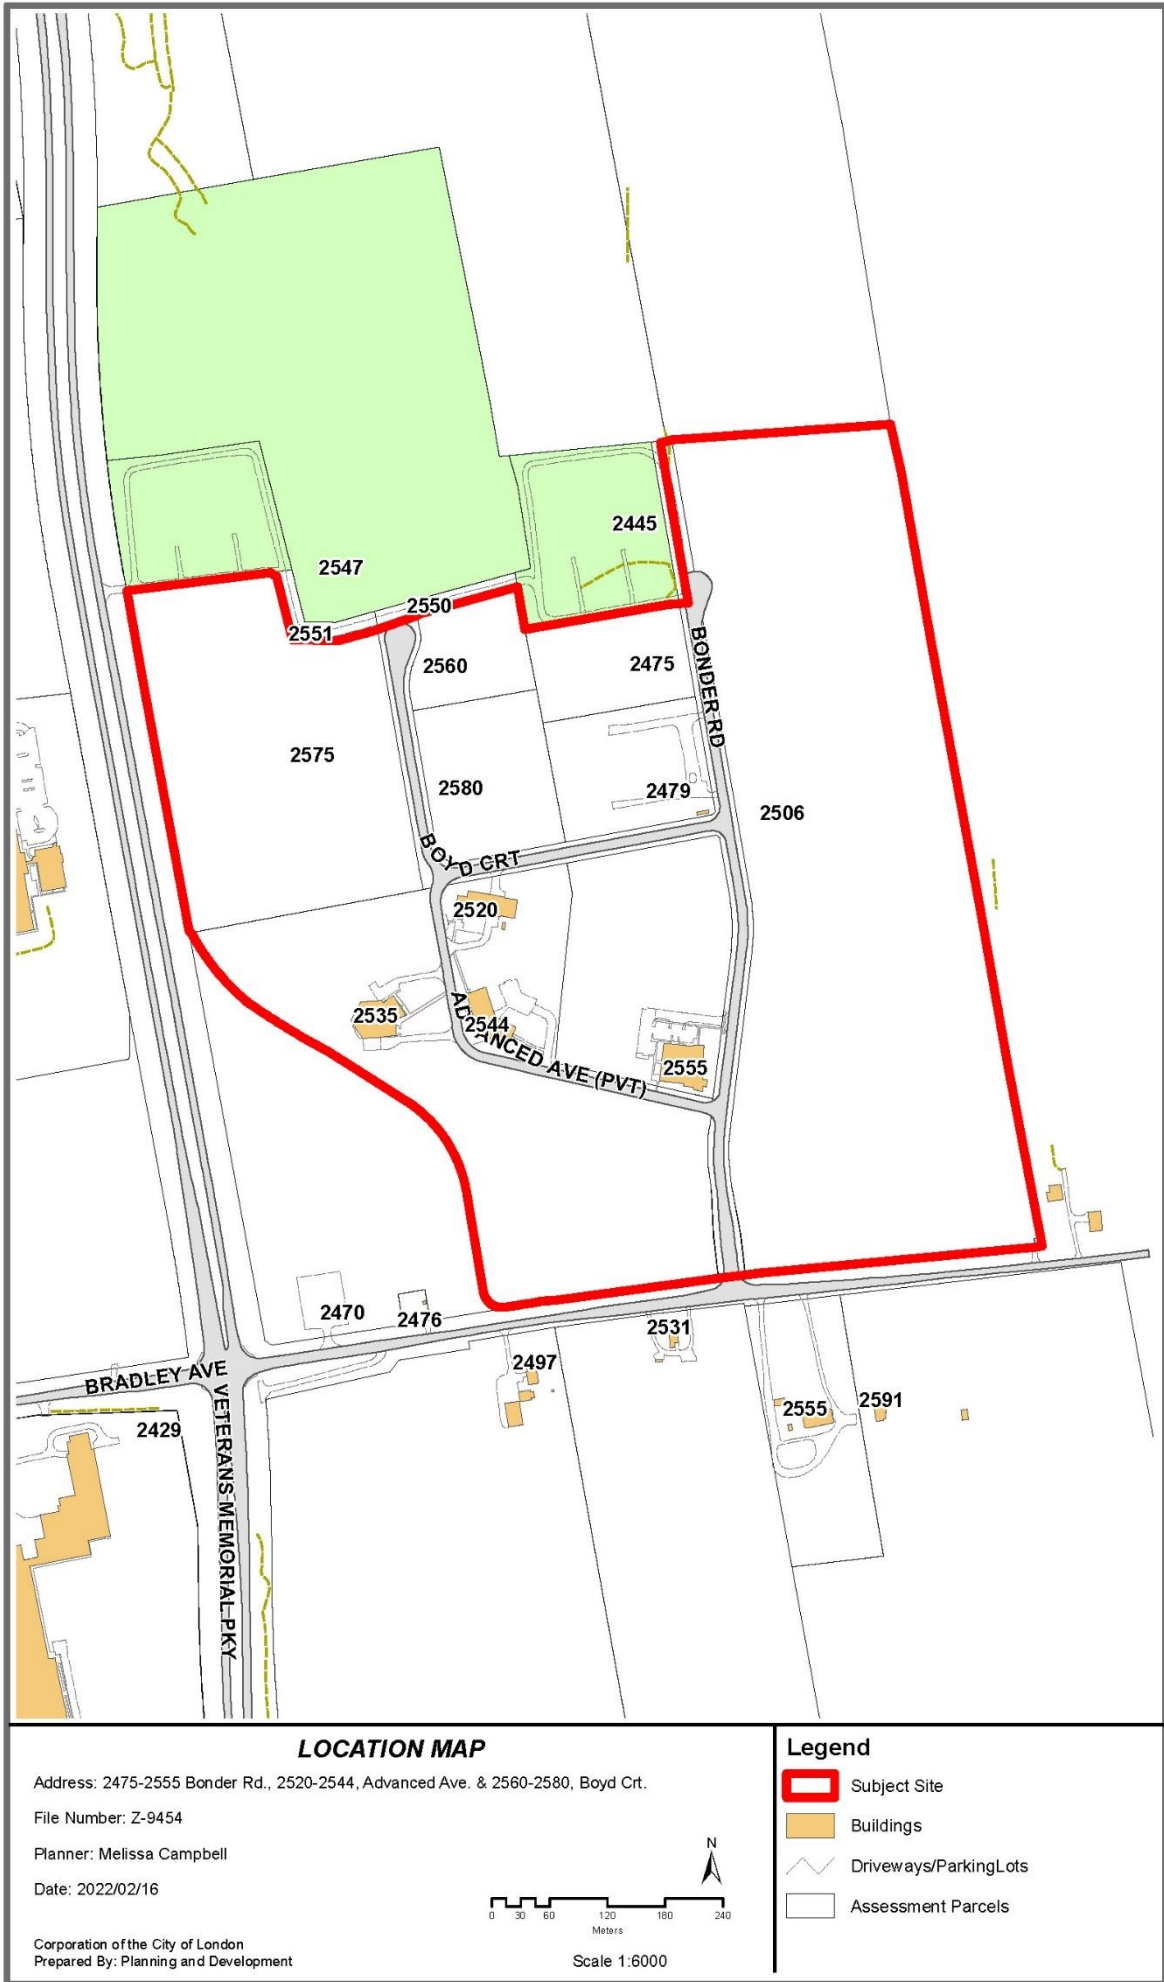 2445
2547
2550
2551
2560
2475
BONDER RD
2575
2580
2479
2506
BOYD CRT
2520
2535
2544
ADVANCED AVE (PVT)
2555
2470
2476
2531
2497
BRADLEY AVE
2555
2591
2429
VETERANS MEMORIAL PKY
LOCATION MAP
Address: 2475-2555 Bonder Rd., 2520-2544, Advanced Ave. & 2560-2580, Boyd Crt.
File Number: Z-9454
Planner: Melissa Campbell
Date: 2022/02/16
Corporation of the City of London
Prepared By: Planning and Development
N
0 30 60 120 180 240
Meters
Scale 1:6000
Legend
Subject Site
Buildings
Driveways/ParkingLots
Assessment Parcels